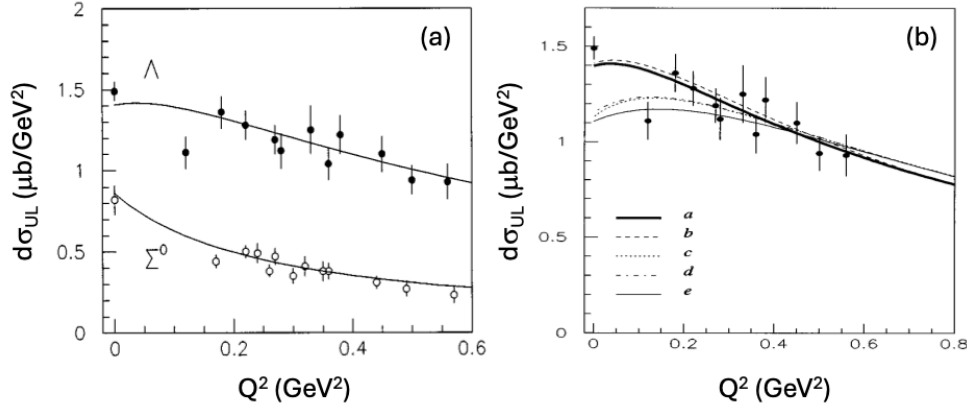 (a)
dσUL (μb/GeV²)
2
1.5
1
0.5
0
Λ
Σ⁰
0
0.2
0.4
0.6
Q² (GeV²)
(b)
dσUL (μb/GeV²)
1.5
1.0
0.5
0
a
b
c
d
e
0
0.2
0.4
0.6
0.8
Q² (GeV²)